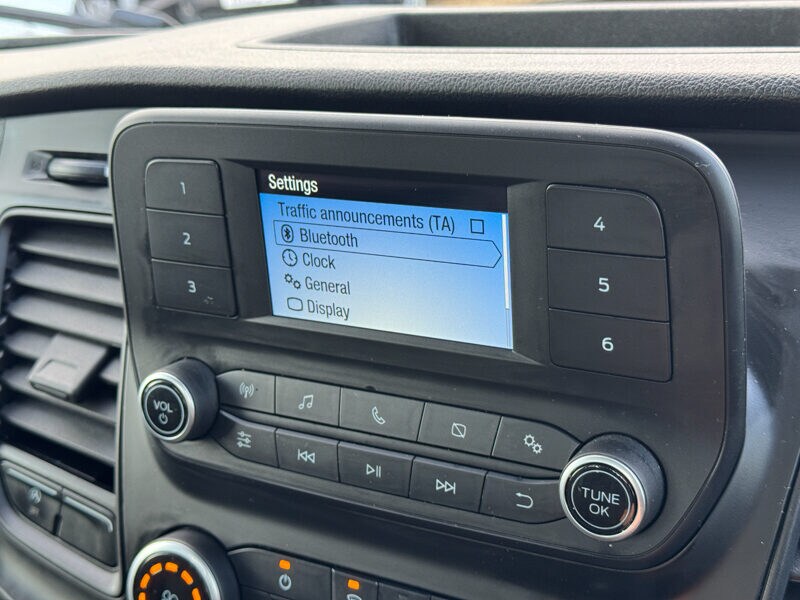 Settings
Traffic announcements (TA)
Bluetooth
Clock
General
Display
1
2
3
4
5
6
VOL
TUNE
OK